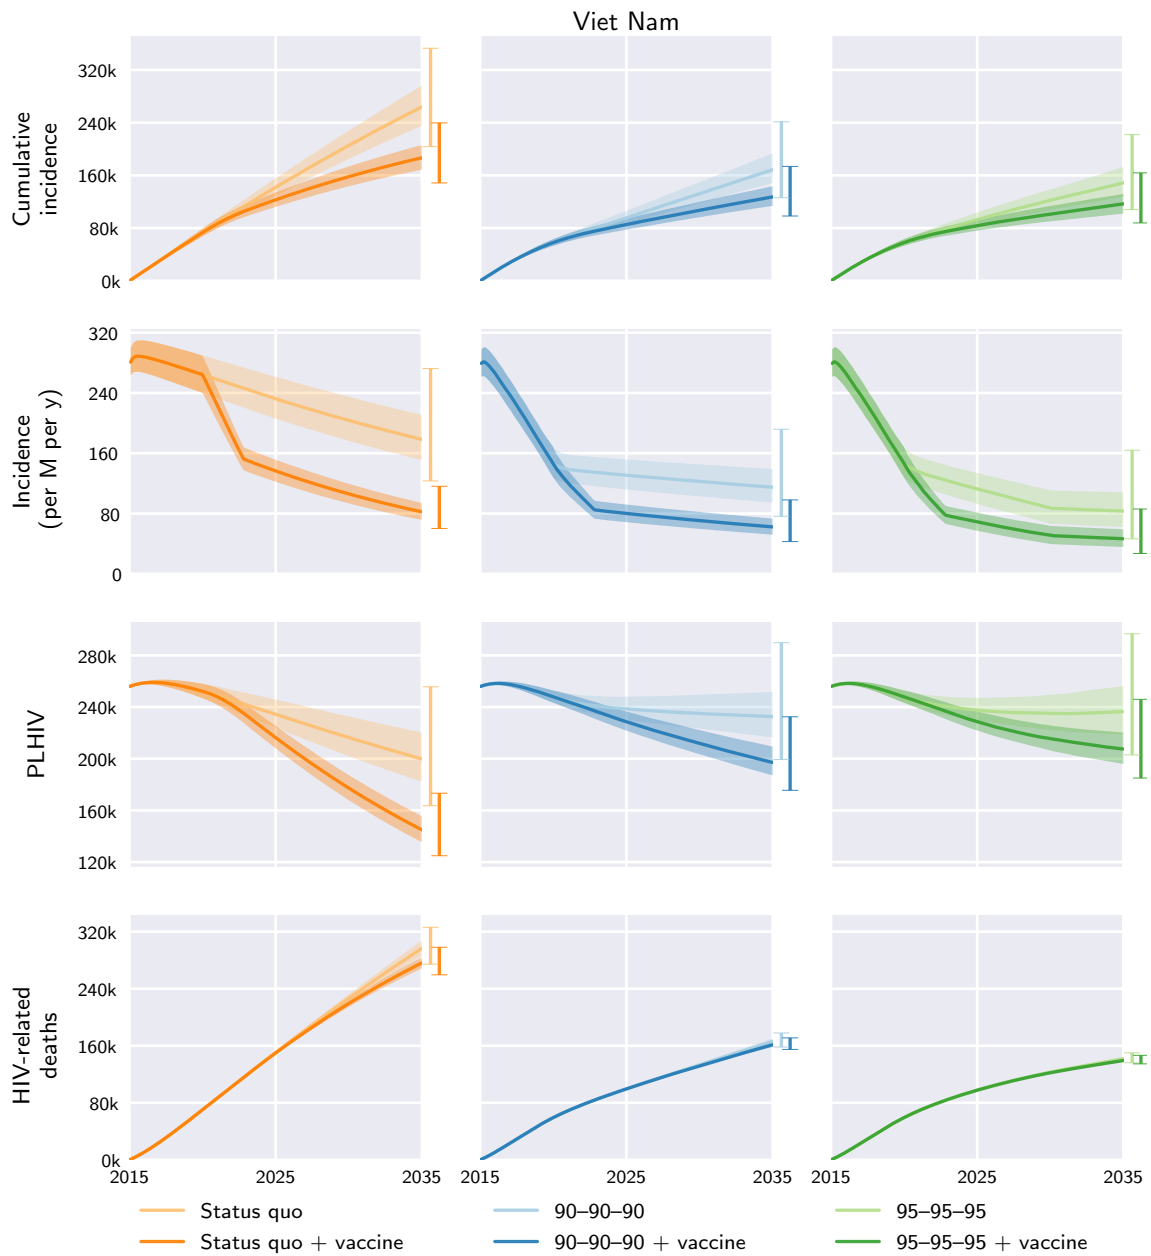 Viet Nam
Cumulative
incidence
320k
240k
160k
80k
0k
Incidence
(per M per y)
320
240
160
80
0
PLHIV
280k
240k
200k
160k
120k
HIV-related
deaths
320k
240k
160k
80k
0k
2015 2025 2035 2015 2025 2035 2015 2025 2035
Status quo 90–90–90 95–95–95
Status quo + vaccine 90–90–90 + vaccine 95–95–95 + vaccine